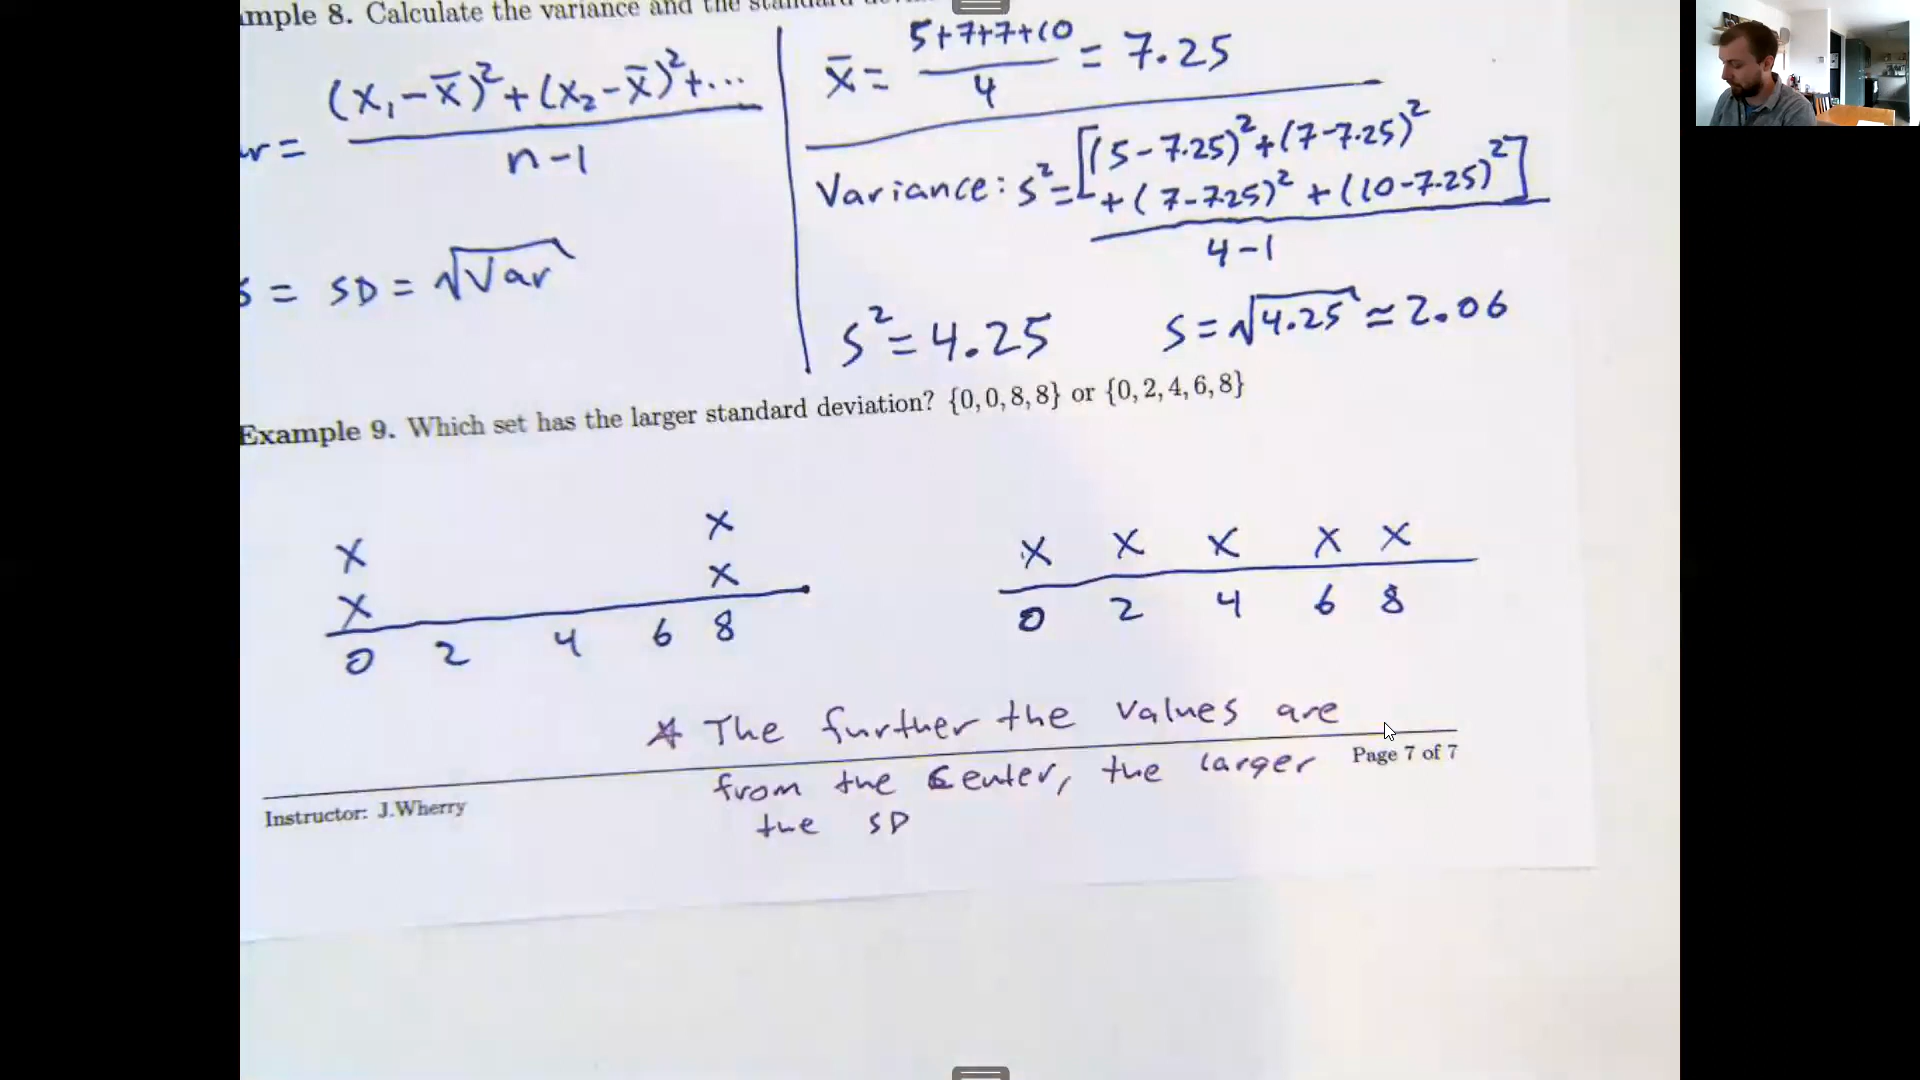 mple 8. Calculate the variance and the standard
(x₁-x̄)²+(x₂-x̄)²+...
r =
n-1
s = SD = √Var
x̄ = 5+7+7+10 / 4 = 7.25
Variance: s² = [(5-7.25)²+(7-7.25)²
+(7-7.25)² + (10-7.25)²]
4-1
s² = 4.25
s = √4.25 ≃ 2.06
Example 9. Which set has the larger standard deviation? {0, 0, 8, 8} or {0, 2, 4, 6, 8}
x x
x x
0 2 4 6 8
x x x x x
0 2 4 6 8
* The further the values are
from the center, the larger
the SD
Instructor: J.Wherry
Page 7 of 7